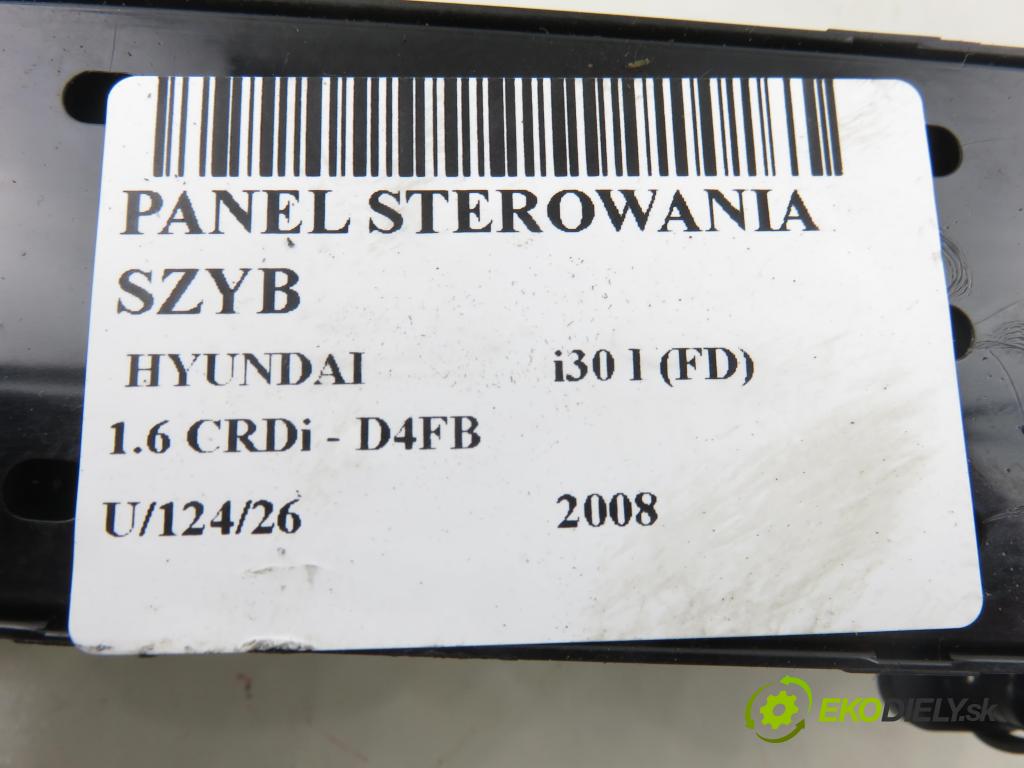 PANEL STEROWANIA
SZYB
HYUNDAI i30 I (FD)
1.6 CRDi - D4FB
U/124/26 2008
EKODIELY.sk